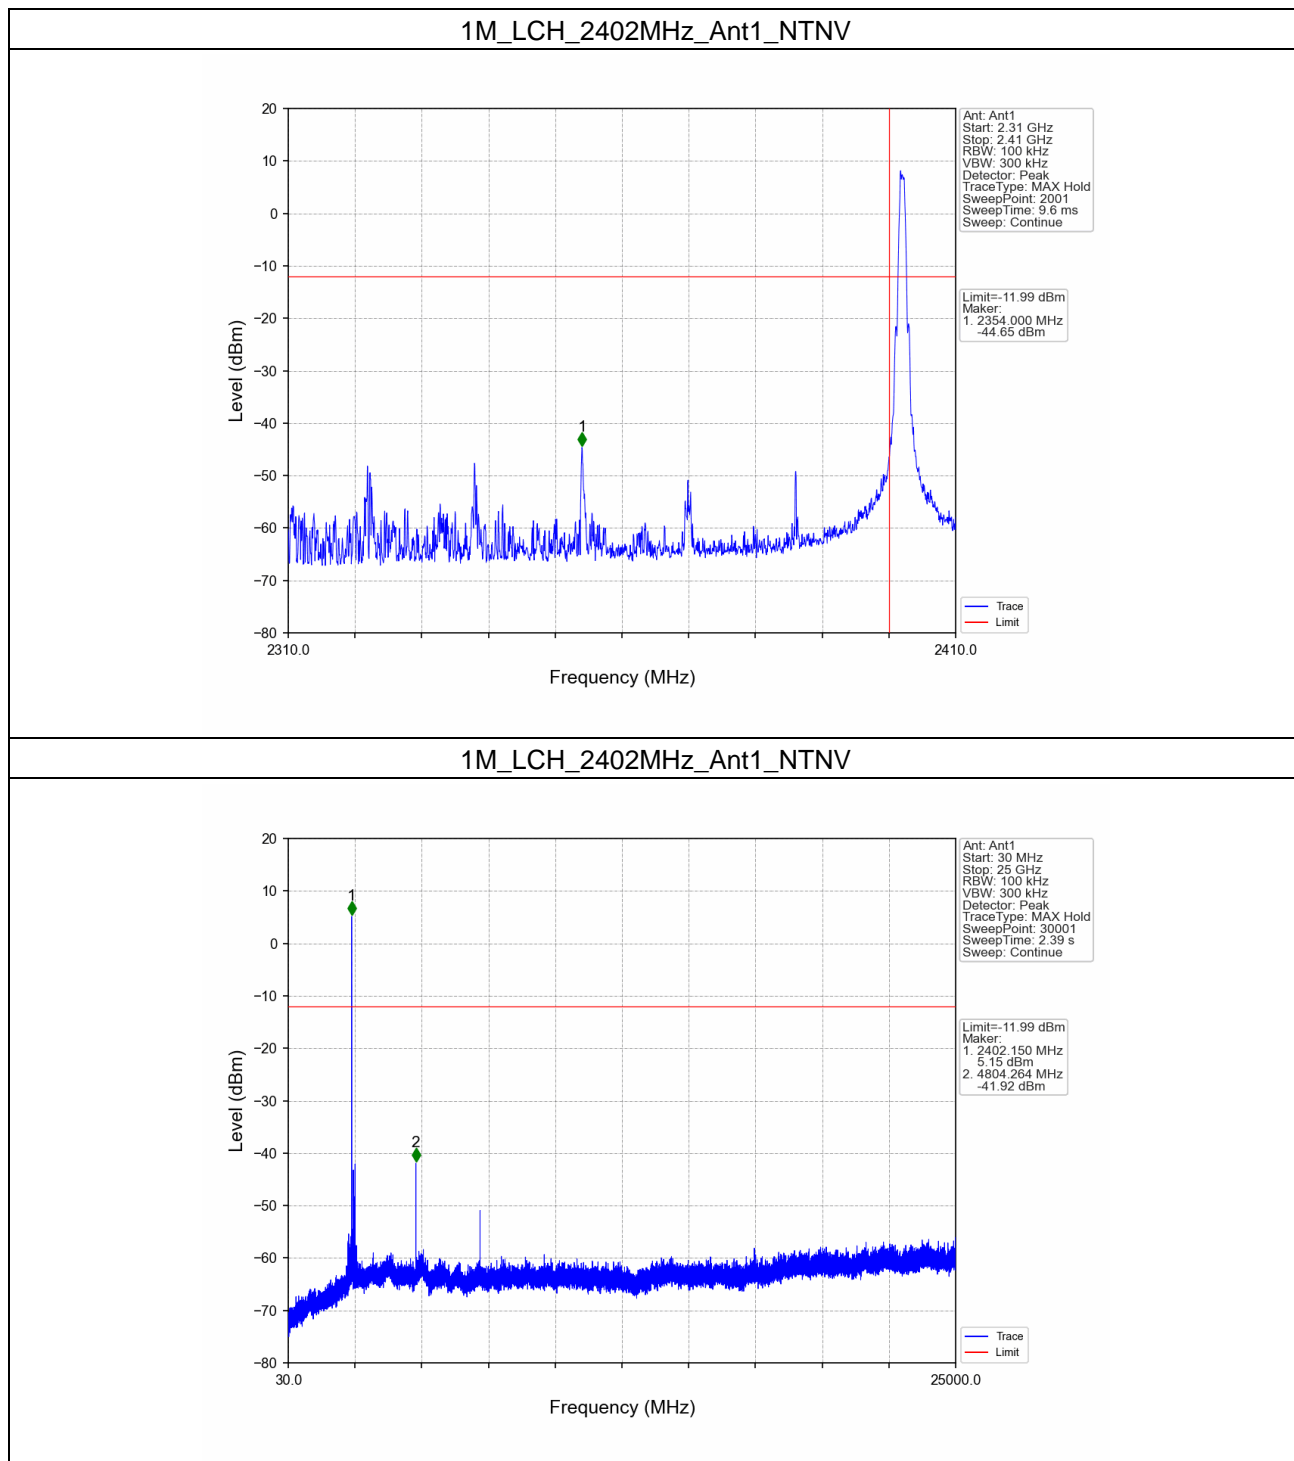 1M_LCH_2402MHz_Ant1_NTNV
20
10
0
−10
−20
−30
−40
−50
−60
−70
−80
Level (dBm)
1
2310.0
2410.0
Frequency (MHz)
Ant: Ant1
Start: 2.31 GHz
Stop: 2.41 GHz
RBW: 100 kHz
VBW: 300 kHz
Detector: Peak
TraceType: MAX Hold
SweepPoint: 2001
SweepTime: 9.6 ms
Sweep: Continue
Limit=-11.99 dBm
Maker:
1. 2354.000 MHz
-44.65 dBm
Trace
Limit
1M_LCH_2402MHz_Ant1_NTNV
20
10
0
−10
−20
−30
−40
−50
−60
−70
−80
Level (dBm)
1
2
30.0
25000.0
Frequency (MHz)
Ant: Ant1
Start: 30 MHz
Stop: 25 GHz
RBW: 100 kHz
VBW: 300 kHz
Detector: Peak
TraceType: MAX Hold
SweepPoint: 30001
SweepTime: 2.39 s
Sweep: Continue
Limit=-11.99 dBm
Maker:
1. 2402.150 MHz
5.15 dBm
2. 4804.264 MHz
-41.92 dBm
Trace
Limit